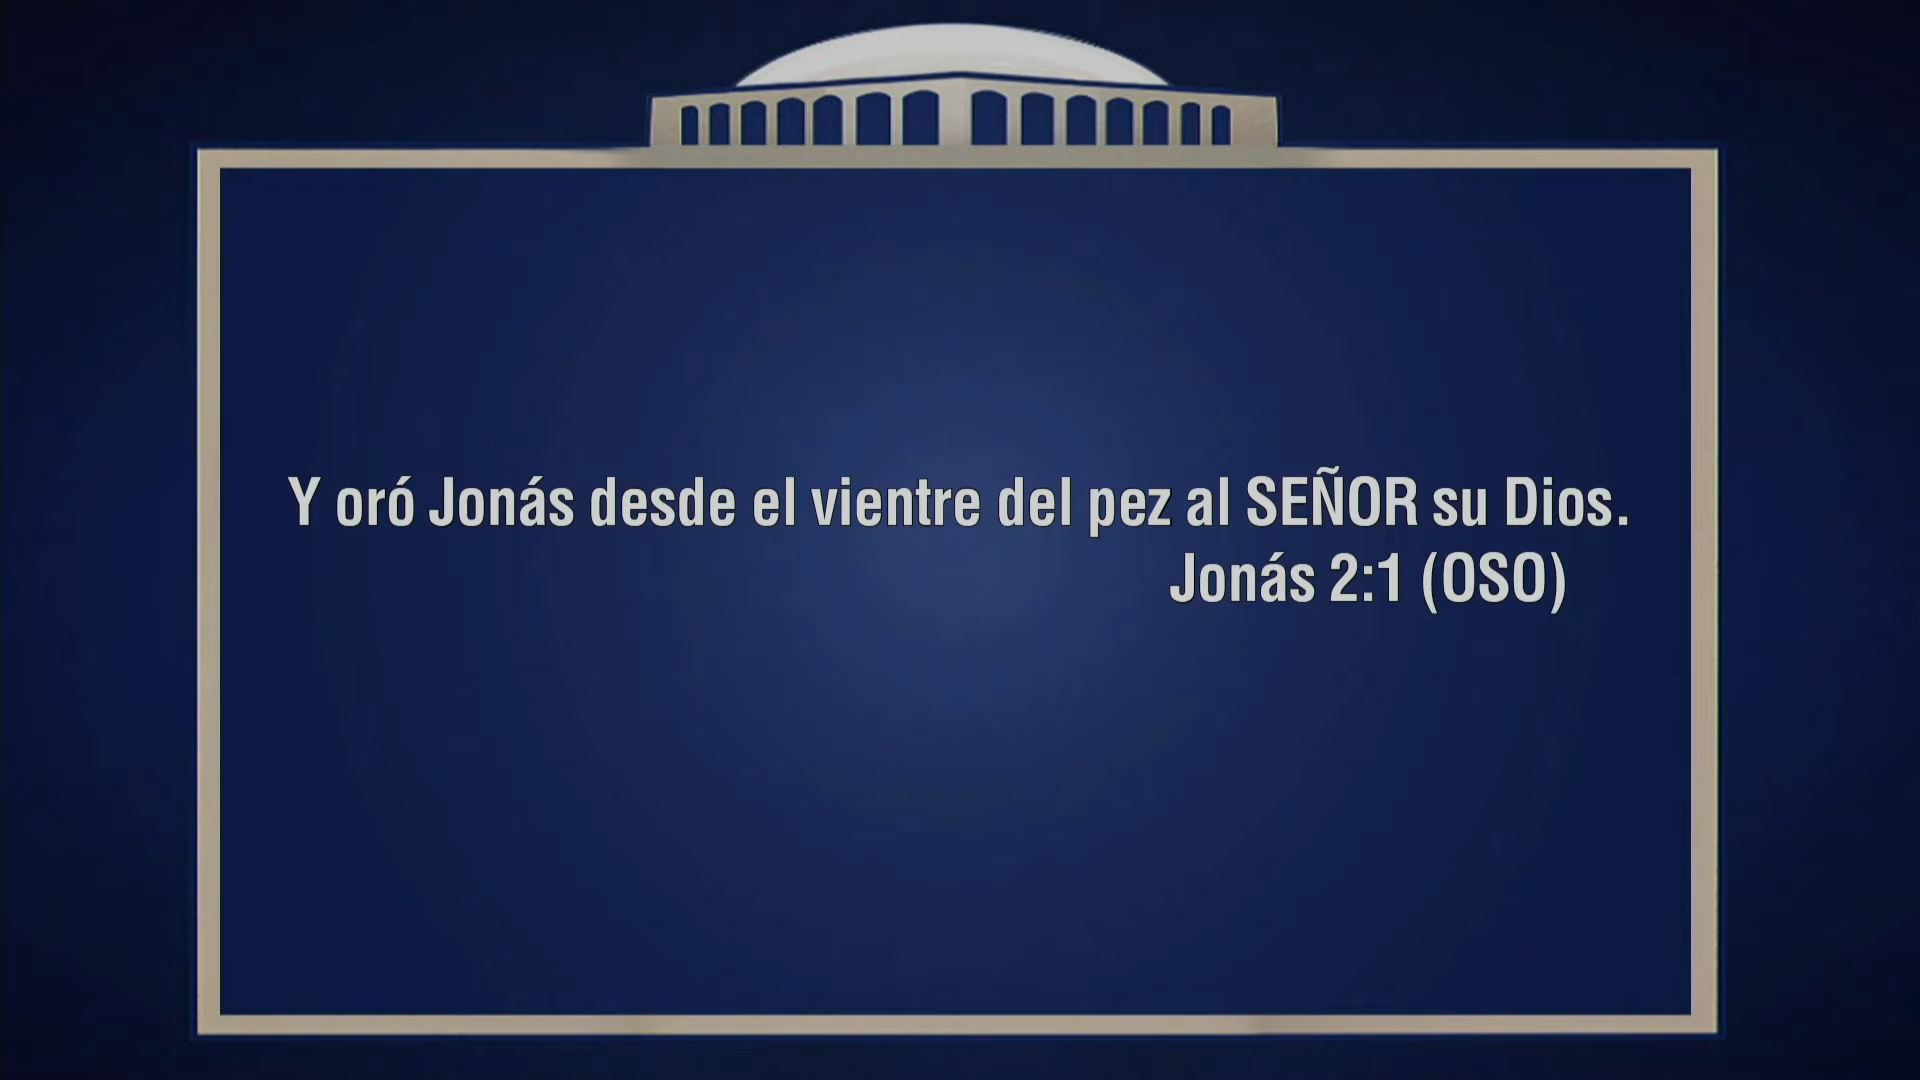 Y oró Jonás desde el vientre del pez al SEÑOR su Dios.
Jonás 2:1 (OSO)